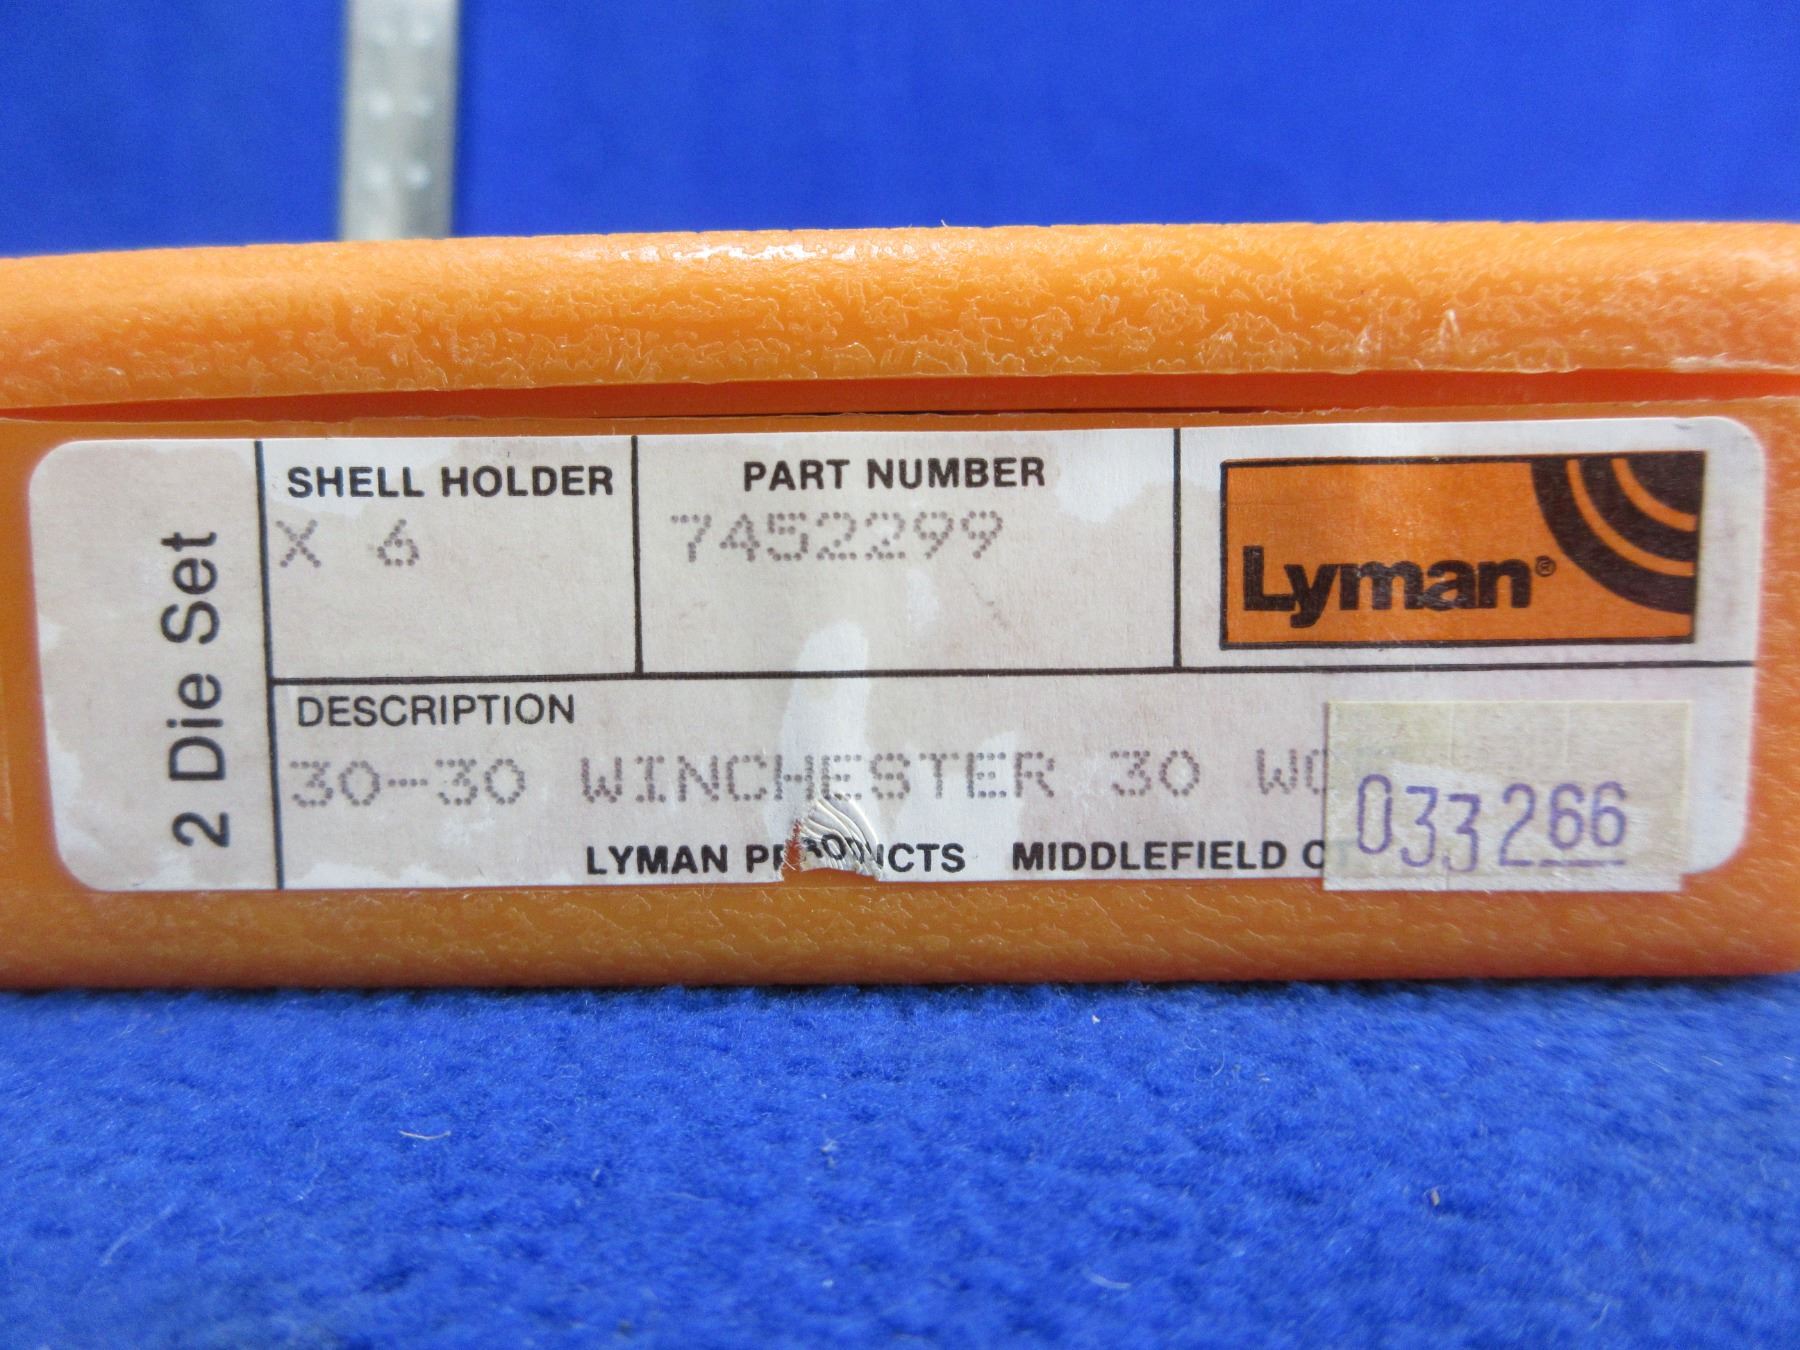 2 Die Set
SHELL HOLDER
X 6
PART NUMBER
7452299
Lyman®
DESCRIPTION
30-30 WINCHESTER 30
LYMAN PRODUCTS MIDDLEFIELD
033266